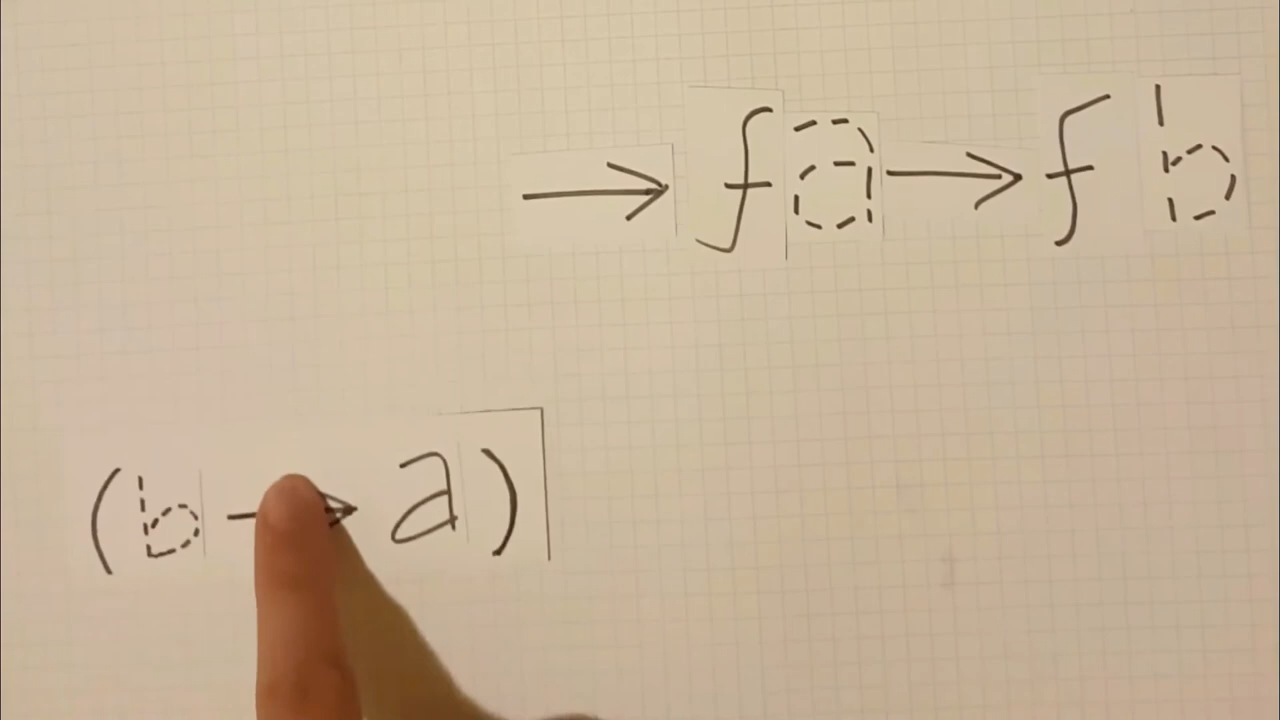 → f a → f b
(b → a)